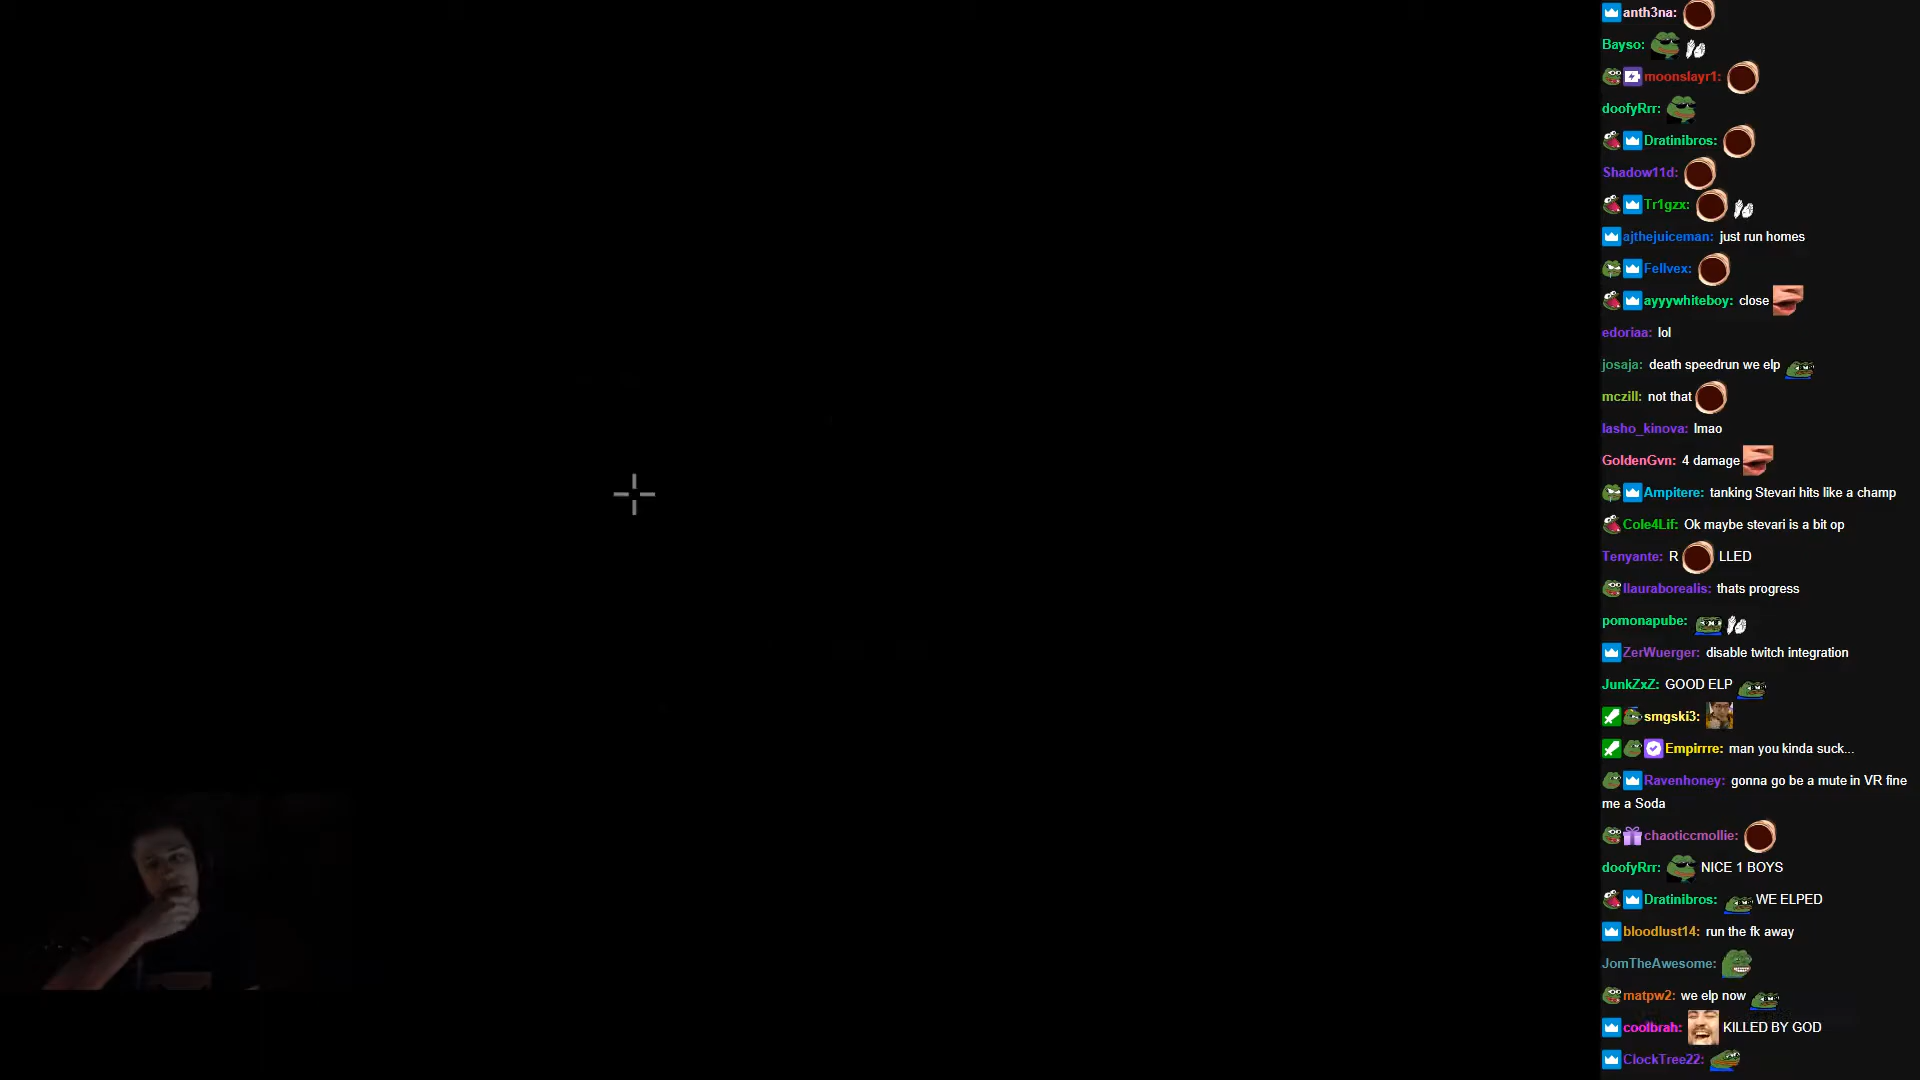 anth3na:
Bayso:
moonslayr1:
doofyRrr:
Dratinibros:
Shadow11d:
Tr1gzx:
ajthejuiceman: just run homes
Fellvex:
ayyywhiteboy: close
edoriaa: lol
josaja: death speedrun we elp
mczill: not that
lasho_kinova: lmao
GoldenGvn: 4 damage
Ampitere: tanking Stevari hits like a champ
Cole4Lif: Ok maybe stevari is a bit op
Tenyante: R LLED
llauraborealis: thats progress
pomonapube:
ZerWuerger: disable twitch integration
JunkZxZ: GOOD ELP
smgski3:
Empirrre: man you kinda suck...
Ravenhoney: gonna go be a mute in VR fine
me a Soda
chaoticcmollie:
doofyRrr: NICE 1 BOYS
Dratinibros: WE ELPED
bloodlust14: run the fk away
JomTheAwesome:
matpw2: we elp now
coolbrah: KILLED BY GOD
ClockTree22: